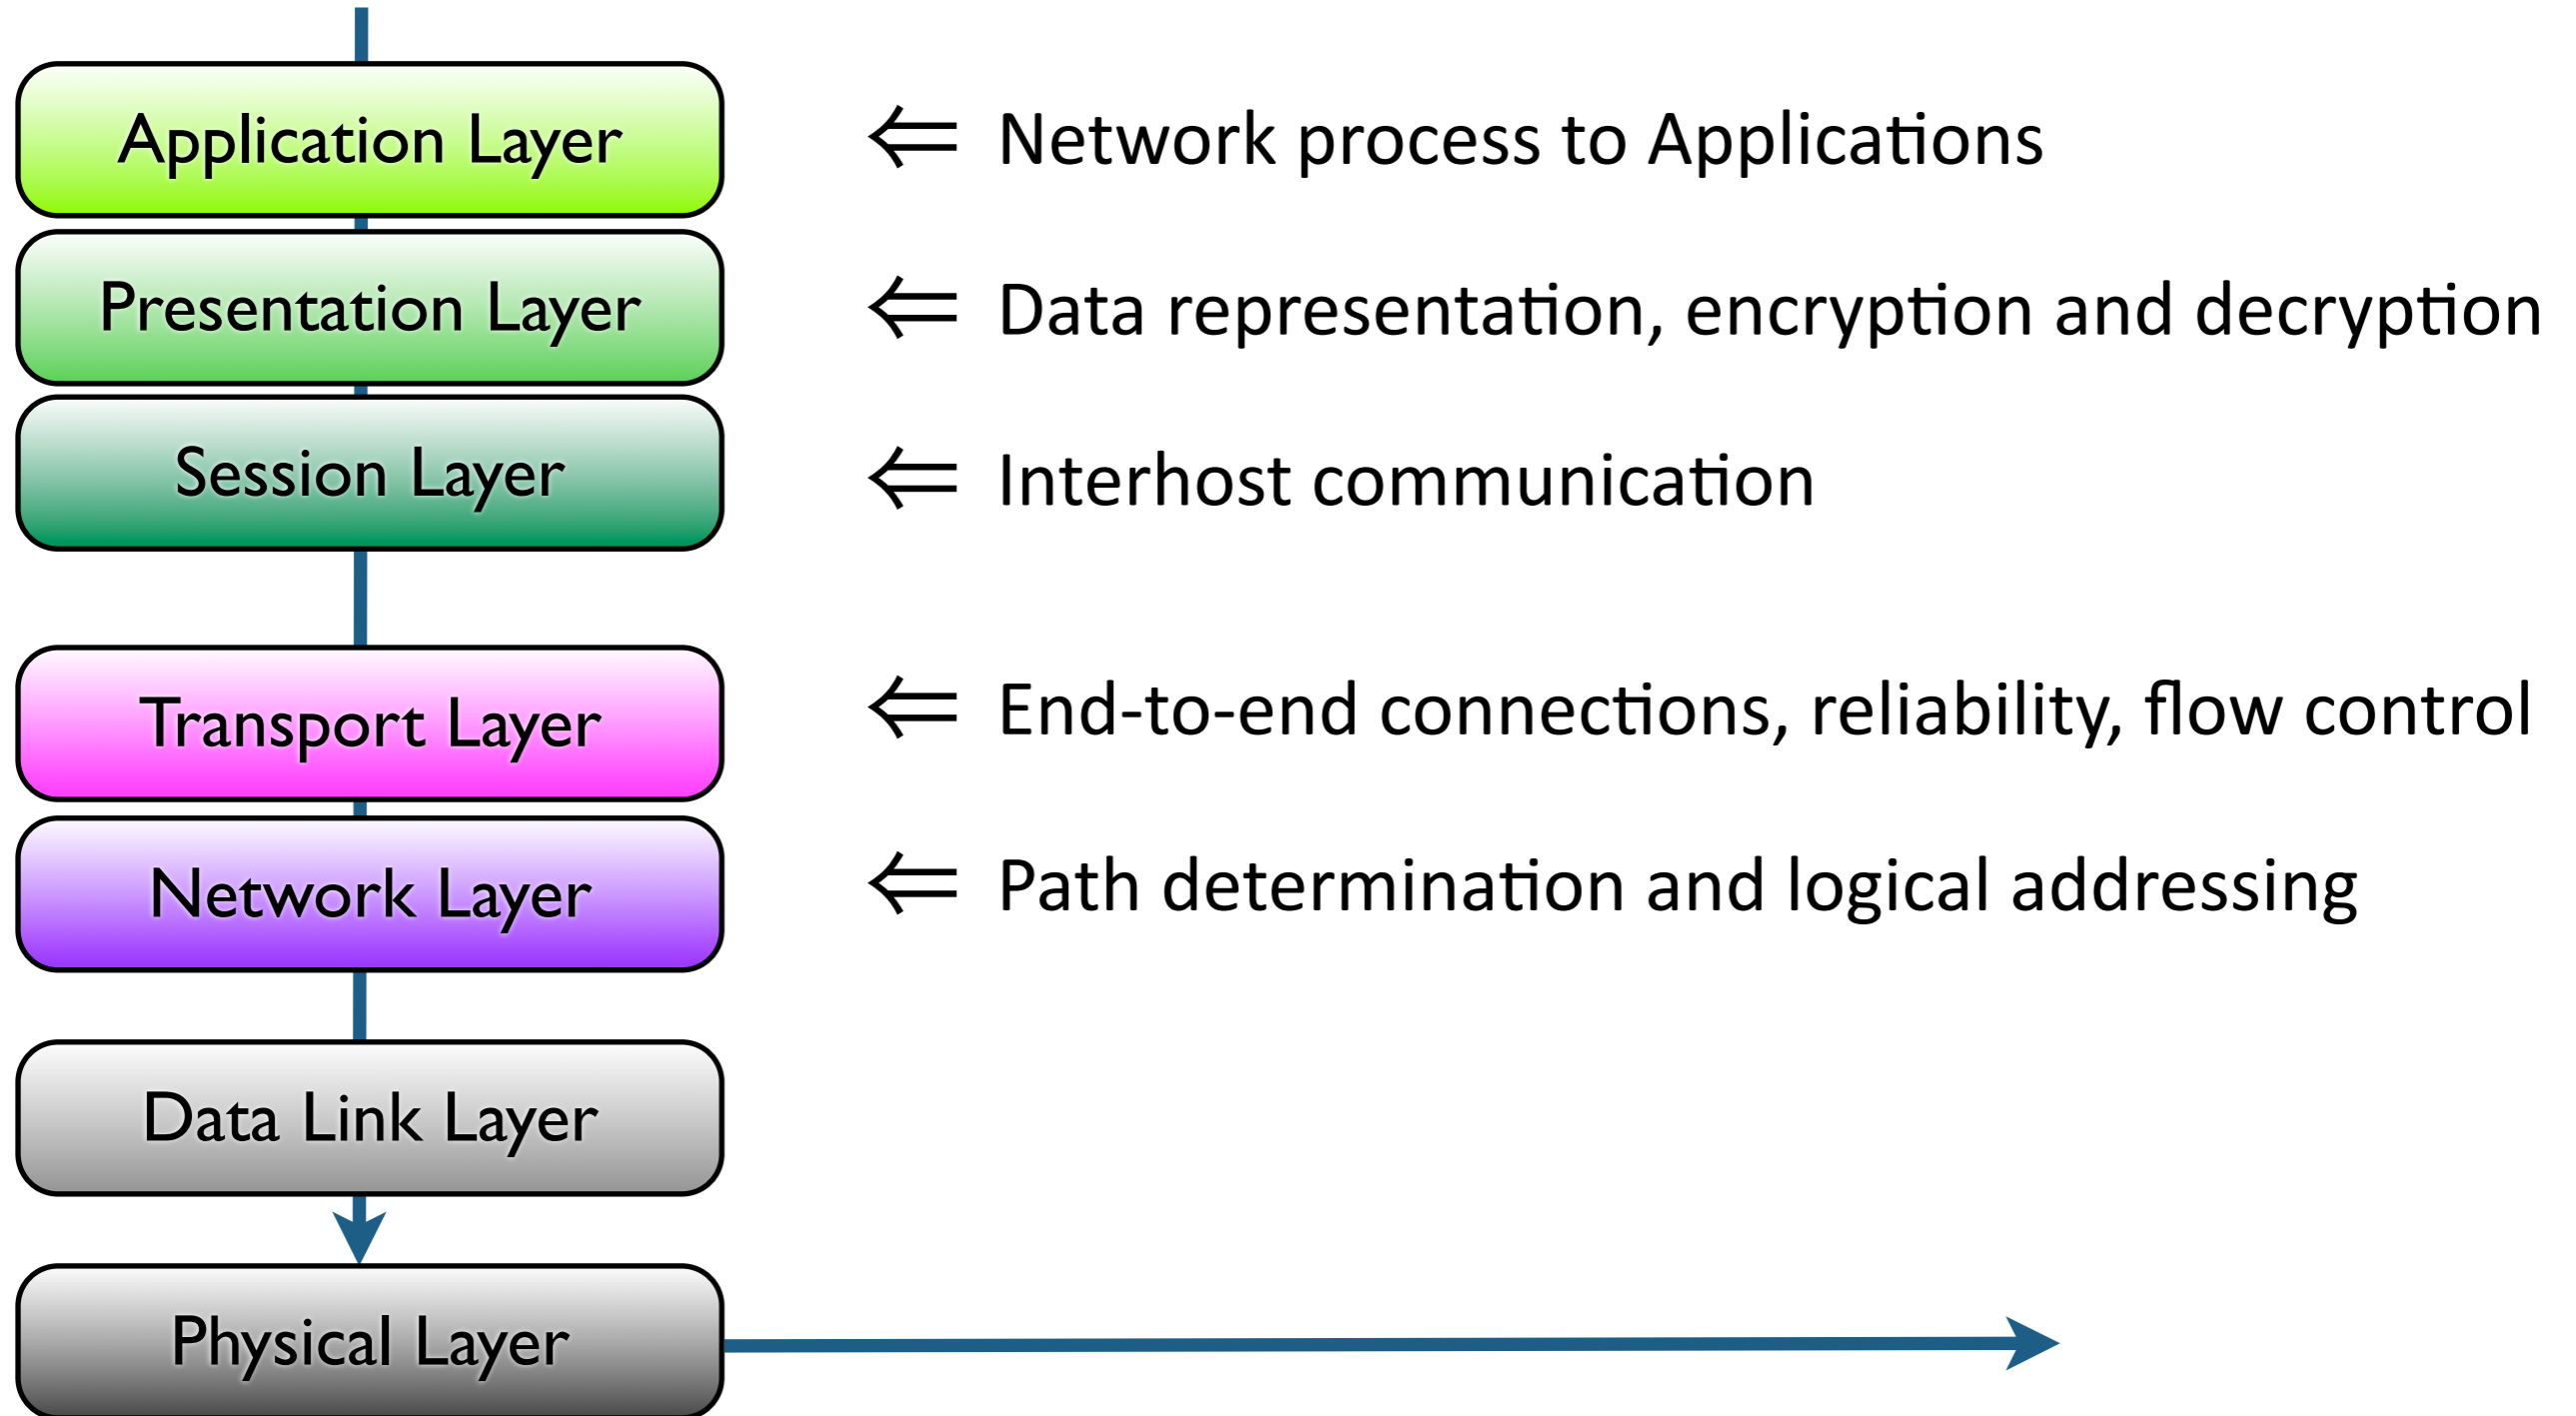 Application Layer
⇐ Network process to Applications
Presentation Layer
⇐ Data representation, encryption and decryption
Session Layer
⇐ Interhost communication
Transport Layer
⇐ End-to-end connections, reliability, flow control
Network Layer
⇐ Path determination and logical addressing
Data Link Layer
Physical Layer